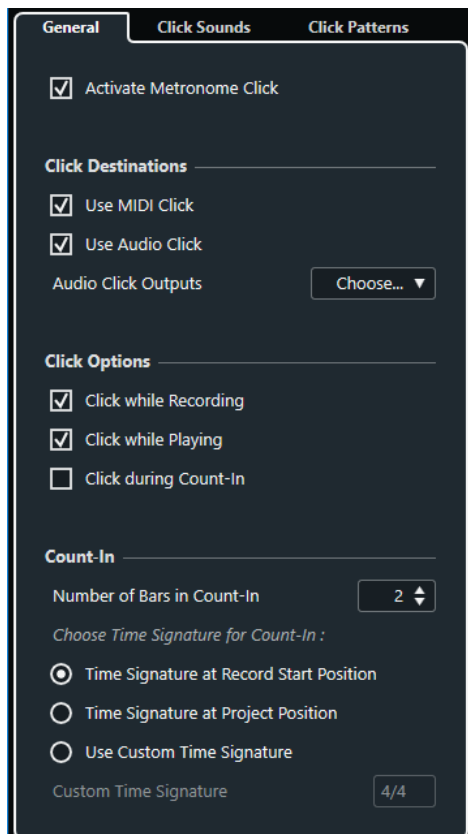 General Click Sounds Click Patterns
Activate Metronome Click
Click Destinations
Use MIDI Click
Use Audio Click
Audio Click Outputs Choose...
Click Options
Click while Recording
Click while Playing
Click during Count-In
Count-In
Number of Bars in Count-In 2
Choose Time Signature for Count-In :
Time Signature at Record Start Position
Time Signature at Project Position
Use Custom Time Signature
Custom Time Signature 4/4